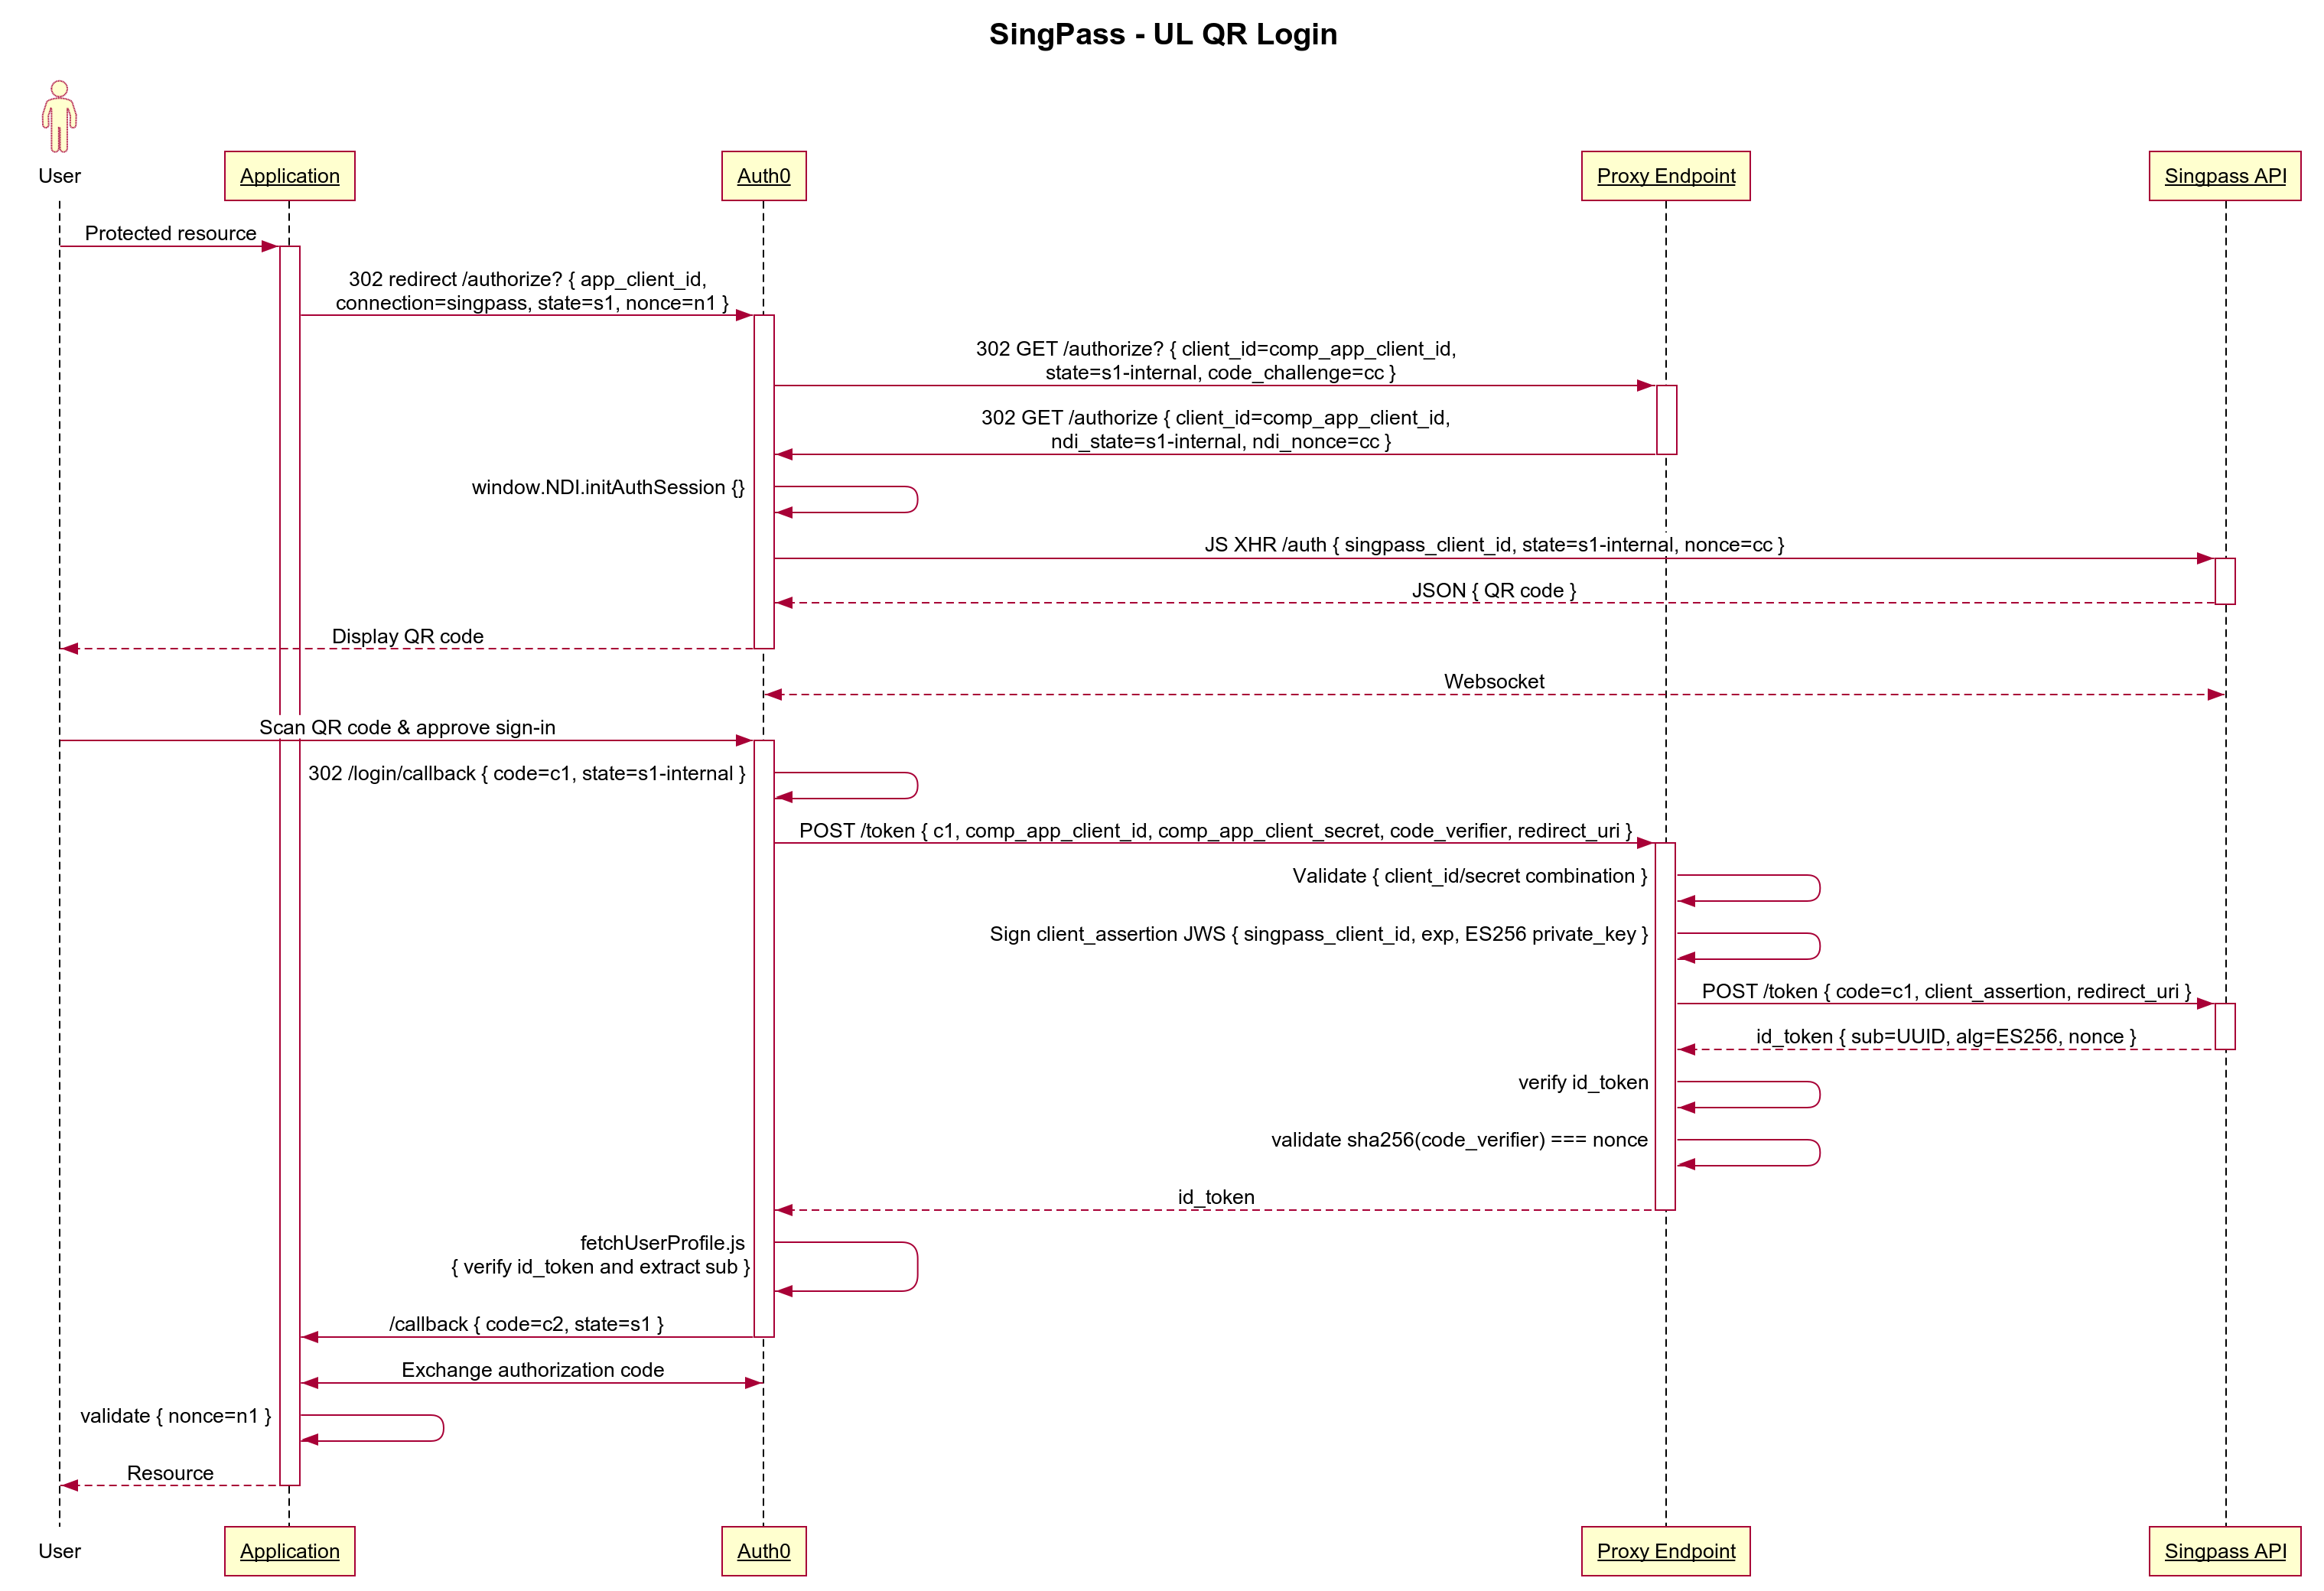 SingPass - UL QR Login
User
Application
Auth0
Proxy Endpoint
Singpass API
Protected resource
302 redirect /authorize? { app_client_id,
connection=singpass, state=s1, nonce=n1 }
302 GET /authorize? { client_id=comp_app_client_id,
state=s1-internal, code_challenge=cc }
302 GET /authorize { client_id=comp_app_client_id,
ndi_state=s1-internal, ndi_nonce=cc }
window.NDI.initAuthSession {}
JS XHR /auth { singpass_client_id, state=s1-internal, nonce=cc }
JSON { QR code }
Display QR code
Websocket
Scan QR code & approve sign-in
302 /login/callback { code=c1, state=s1-internal }
POST /token { c1, comp_app_client_id, comp_app_client_secret, code_verifier, redirect_uri }
Validate { client_id/secret combination }
Sign client_assertion JWS { singpass_client_id, exp, ES256 private_key }
POST /token { code=c1, client_assertion, redirect_uri }
id_token { sub=UUID, alg=ES256, nonce }
verify id_token
validate sha256(code_verifier) === nonce
id_token
fetchUserProfile.js
{ verify id_token and extract sub }
/callback { code=c2, state=s1 }
Exchange authorization code
validate { nonce=n1 }
Resource
User
Application
Auth0
Proxy Endpoint
Singpass API